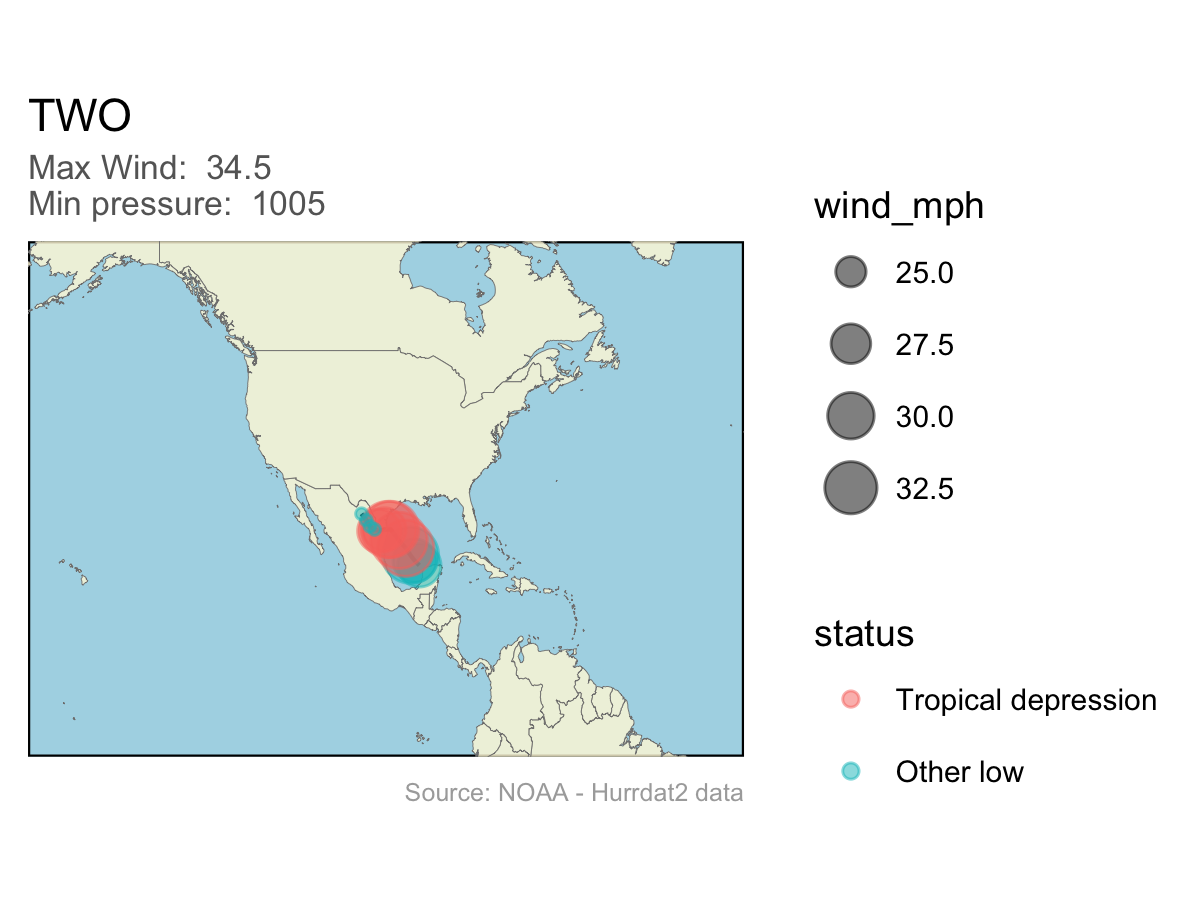 TWO
Max Wind:  34.5
Min pressure:  1005
wind_mph
25.0
27.5
30.0
32.5
status
Tropical depression
Other low
Source: NOAA - Hurrdat2 data